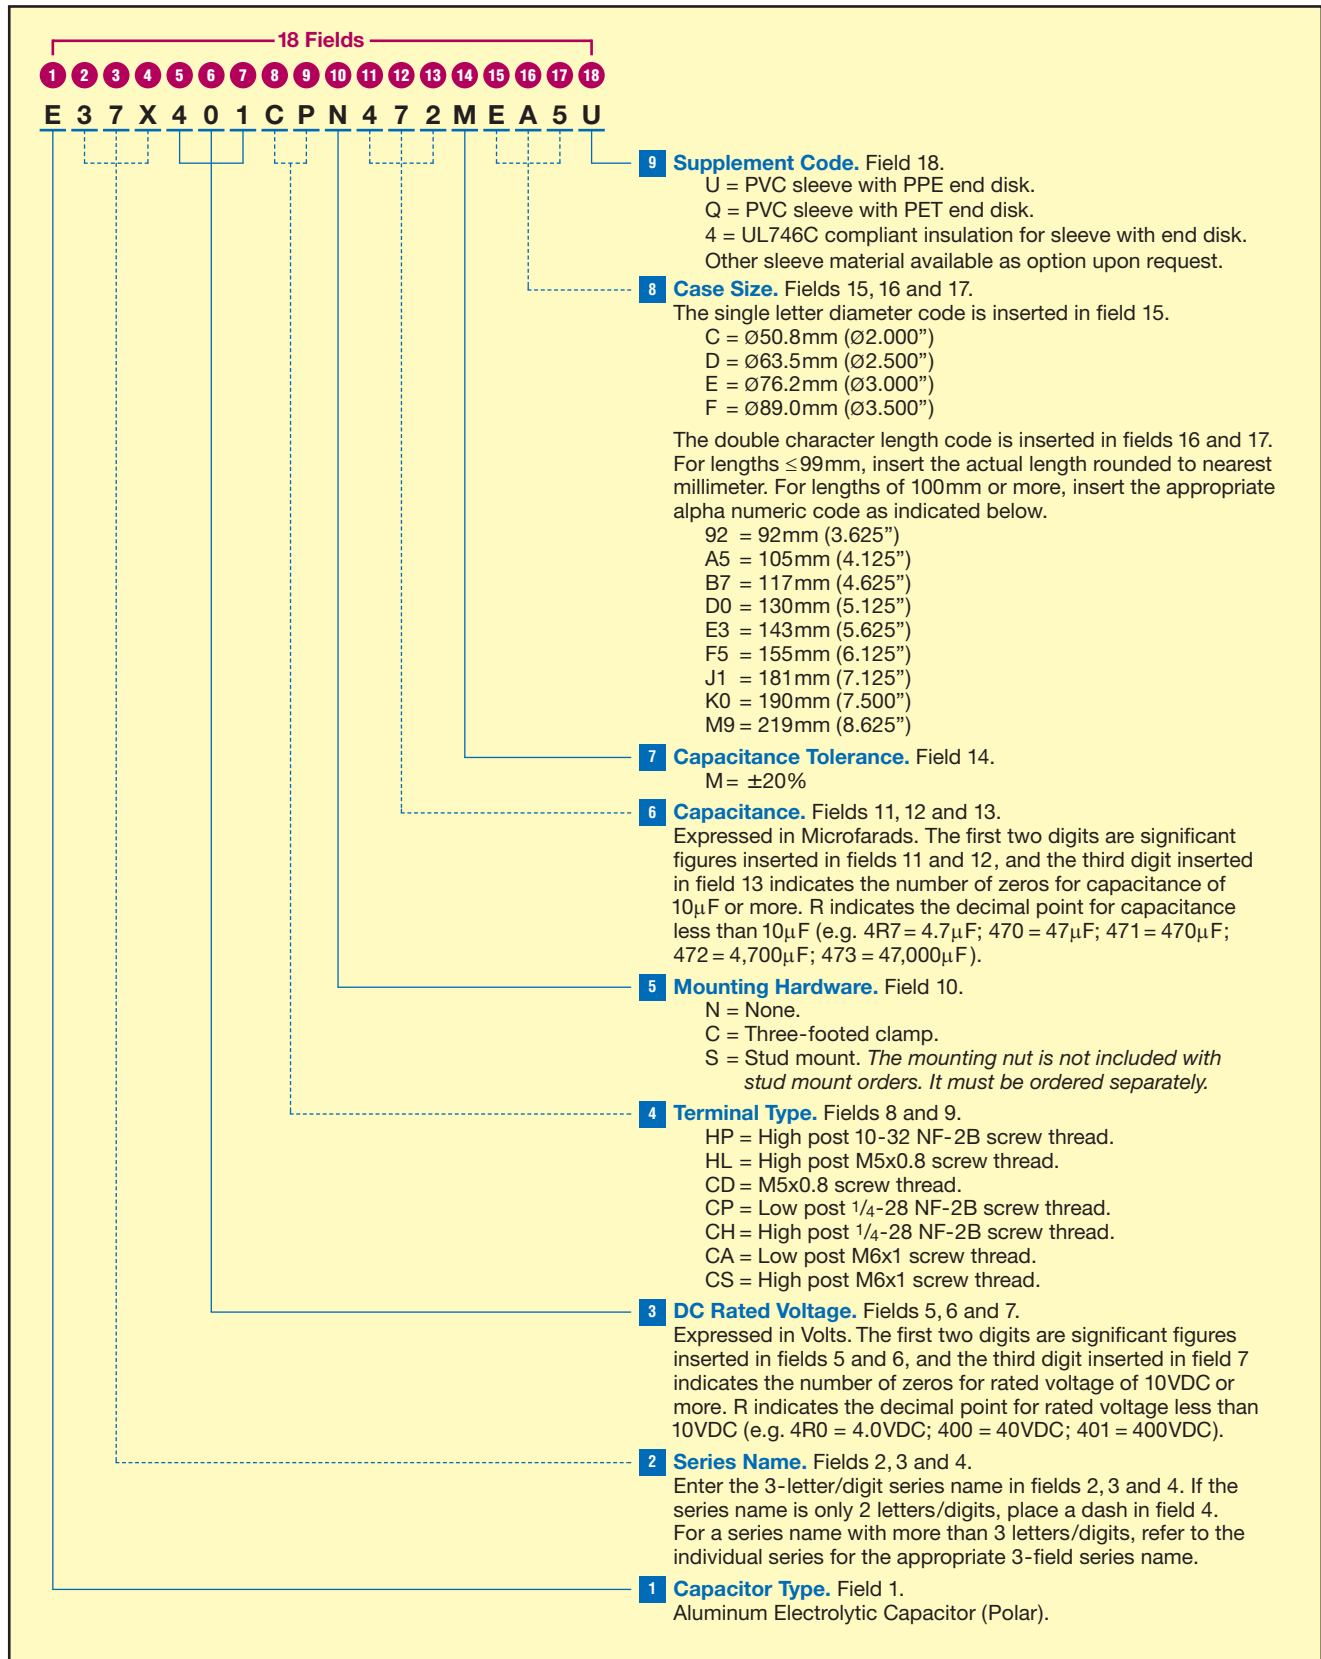 18 Fields
1 2 3 4 5 6 7 8 9 10 11 12 13 14 15 16 17 18
E 3 7 X 4 0 1 C P N 4 7 2 M E A 5 U
9 Supplement Code. Field 18.
U = PVC sleeve with PPE end disk.
Q = PVC sleeve with PET end disk.
4 = UL746C compliant insulation for sleeve with end disk.
Other sleeve material available as option upon request.
8 Case Size. Fields 15, 16 and 17.
The single letter diameter code is inserted in field 15.
C = Ø50.8mm (Ø2.000”)
D = Ø63.5mm (Ø2.500”)
E = Ø76.2mm (Ø3.000”)
F = Ø89.0mm (Ø3.500”)
The double character length code is inserted in fields 16 and 17.
For lengths ≤99mm, insert the actual length rounded to nearest
millimeter. For lengths of 100mm or more, insert the appropriate
alpha numeric code as indicated below.
92 = 92mm (3.625”)
A5 = 105mm (4.125”)
B7 = 117mm (4.625”)
D0 = 130mm (5.125”)
E3 = 143mm (5.625”)
F5 = 155mm (6.125”)
J1 = 181mm (7.125”)
K0 = 190mm (7.500”)
M9 = 219mm (8.625”)
7 Capacitance Tolerance. Field 14.
M = ±20%
6 Capacitance. Fields 11, 12 and 13.
Expressed in Microfarads. The first two digits are significant
figures inserted in fields 11 and 12, and the third digit inserted
in field 13 indicates the number of zeros for capacitance of
10µF or more. R indicates the decimal point for capacitance
less than 10µF (e.g. 4R7 = 4.7µF; 470 = 47µF; 471 = 470µF;
472 = 4,700µF; 473 = 47,000µF).
5 Mounting Hardware. Field 10.
N = None.
C = Three-footed clamp.
S = Stud mount. The mounting nut is not included with
stud mount orders. It must be ordered separately.
4 Terminal Type. Fields 8 and 9.
HP = High post 10-32 NF-2B screw thread.
HL = High post M5x0.8 screw thread.
CD = M5x0.8 screw thread.
CP = Low post 1/4-28 NF-2B screw thread.
CH = High post 1/4-28 NF-2B screw thread.
CA = Low post M6x1 screw thread.
CS = High post M6x1 screw thread.
3 DC Rated Voltage. Fields 5, 6 and 7.
Expressed in Volts. The first two digits are significant figures
inserted in fields 5 and 6, and the third digit inserted in field 7
indicates the number of zeros for rated voltage of 10VDC or
more. R indicates the decimal point for rated voltage less than
10VDC (e.g. 4R0 = 4.0VDC; 400 = 40VDC; 401 = 400VDC).
2 Series Name. Fields 2, 3 and 4.
Enter the 3-letter/digit series name in fields 2, 3 and 4. If the
series name is only 2 letters/digits, place a dash in field 4.
For a series name with more than 3 letters/digits, refer to the
individual series for the appropriate 3-field series name.
1 Capacitor Type. Field 1.
Aluminum Electrolytic Capacitor (Polar).